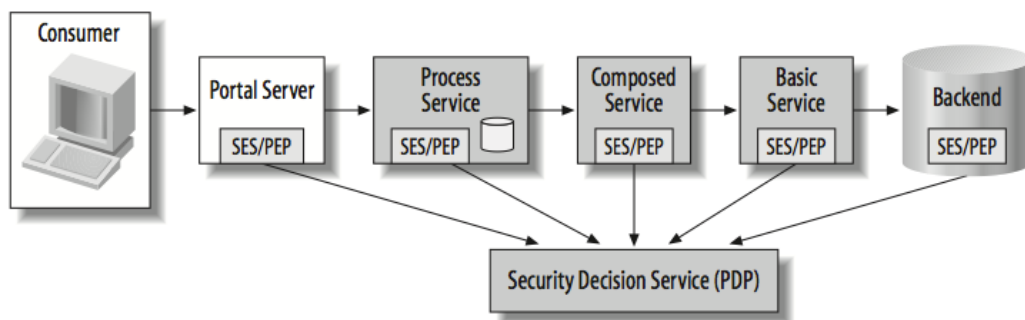 Consumer
Portal Server
SES/PEP
Process
Service
SES/PEP
Composed
Service
SES/PEP
Basic
Service
SES/PEP
Backend
SES/PEP
Security Decision Service (PDP)